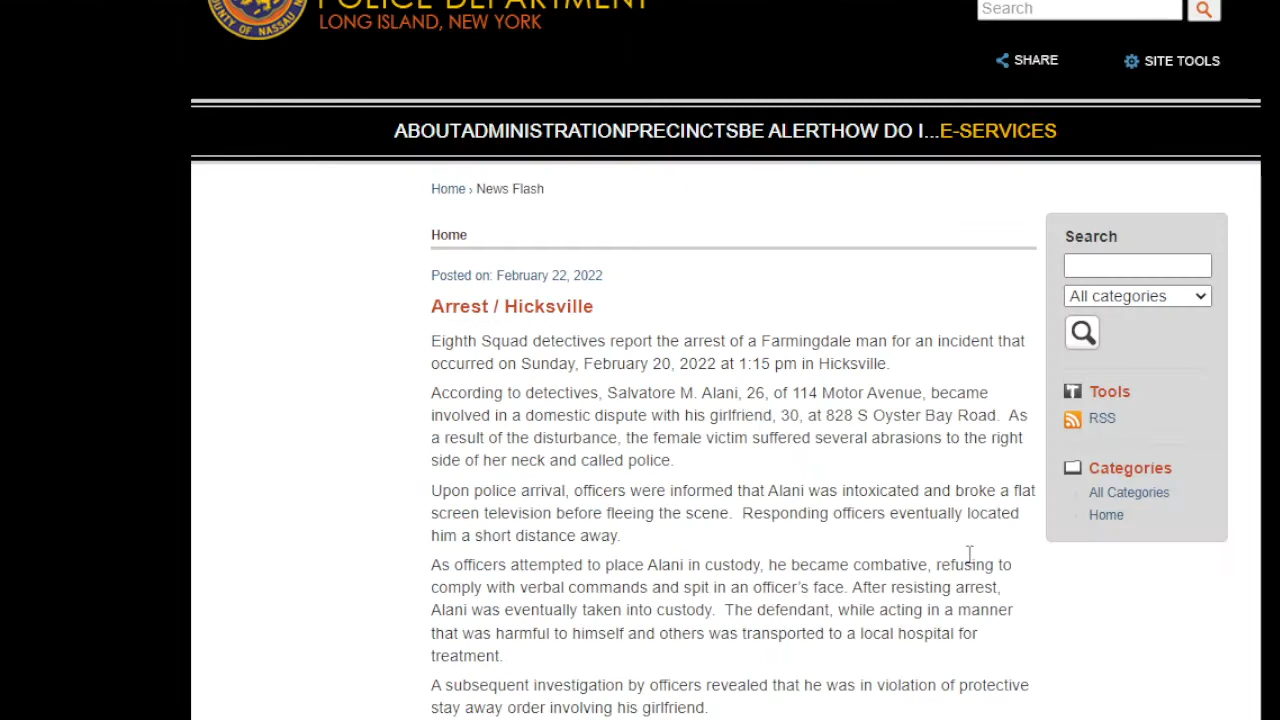 POLICE DEPARTMENT
LONG ISLAND, NEW YORK
COUNTY OF NASSAU
Search
SHARE
SITE TOOLS
ABOUTADMINISTRATIONPRECINCTSBE ALERTHOW DO I...E-SERVICES
Home › News Flash
Home
Posted on: February 22, 2022
Arrest / Hicksville
Eighth Squad detectives report the arrest of a Farmingdale man for an incident that
occurred on Sunday, February 20, 2022 at 1:15 pm in Hicksville.
According to detectives, Salvatore M. Alani, 26, of 114 Motor Avenue, became
involved in a domestic dispute with his girlfriend, 30, at 828 S Oyster Bay Road.  As
a result of the disturbance, the female victim suffered several abrasions to the right
side of her neck and called police.
Upon police arrival, officers were informed that Alani was intoxicated and broke a flat
screen television before fleeing the scene.  Responding officers eventually located
him a short distance away.
As officers attempted to place Alani in custody, he became combative, refusing to
comply with verbal commands and spit in an officer’s face. After resisting arrest,
Alani was eventually taken into custody.  The defendant, while acting in a manner
that was harmful to himself and others was transported to a local hospital for
treatment.
A subsequent investigation by officers revealed that he was in violation of protective
stay away order involving his girlfriend.
Search
All categories
Tools
RSS
Categories
All Categories
Home